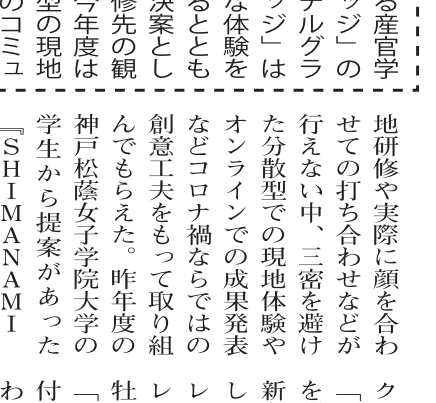 る産官学
ッジ」の
テルグラ
ッジ」は
な体験を
るととも
決案とし
修先の観
今年度は
型の現地
のコミュ
地研修や実際に顔を合わ
せての打ち合わせなどが
行えない中、三密を避け
た分散型での現地体験や
オンラインでの成果発表
などコロナ禍ならではの
創意工夫をもって取り組
んでもらえた。昨年度の
神戸松蔭女子学院大学の
学生から提案があった
『SHIMANAMI
ク
「
を
新
し
レ
レ
牡
「
付
わ